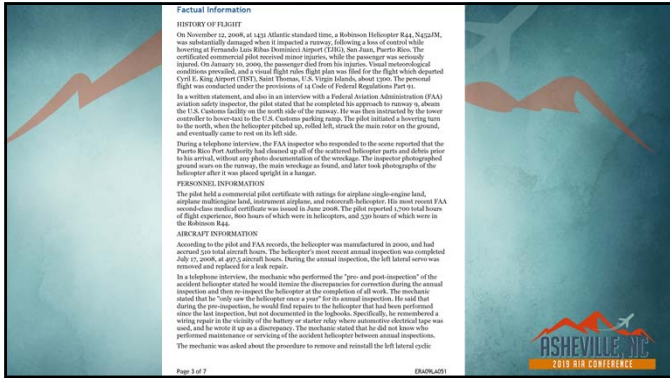 Factual Information
HISTORY OF FLIGHT
On November 12, 2008, at 1431 Atlantic standard time, a Robinson Helicopter R44, N452JM,
was substantially damaged when it impacted a runway, following a loss of control while
hovering at Fernando Luis Ribas Dominicci Airport (TJIG), San Juan, Puerto Rico. The
certificated commercial pilot received minor injuries, while the passenger was seriously
injured. On January 10, 2009, the passenger died from his injuries. Visual meteorological
conditions prevailed, and a visual flight rules flight plan was filed for the flight which departed
Cyril E. King Airport (TIST), Saint Thomas, U.S. Virgin Islands, about 1300. The personal
flight was conducted under the provisions of 14 Code of Federal Regulations Part 91.
In a written statement, and also in an interview with a Federal Aviation Administration (FAA)
aviation safety inspector, the pilot stated that he completed his approach to runway 9, abeam
the U.S. Customs facility on the north side of the runway. He was then instructed by the tower
controller to hover-taxi to the U.S. Customs parking ramp. The pilot initiated a hovering turn
to the north, when the helicopter pitched up, rolled left, struck the main rotor on the ground,
and eventually came to rest on its left side.
During a telephone interview, the FAA inspector who responded to the scene reported that the
Puerto Rico Port Authority had cleaned up all of the scattered helicopter parts and debris prior
to his arrival, without any photo documentation of the wreckage. The inspector photographed
ground scars on the runway, the main wreckage as found, and later took photographs of the
helicopter after it was placed upright in a hangar.
PERSONNEL INFORMATION
The pilot held a commercial pilot certificate with ratings for airplane single-engine land,
airplane multiengine land, instrument airplane, and rotorcraft-helicopter. His most recent FAA
second-class medical certificate was issued in June 2008. The pilot reported 1,700 total hours
of flight experience, 800 hours of which were in helicopters, and 530 hours of which were in
the Robinson R44.
AIRCRAFT INFORMATION
According to the pilot and FAA records, the helicopter was manufactured in 2000, and had
accrued 510 total aircraft hours. The helicopter's most recent annual inspection was completed
July 17, 2008, at 497.5 aircraft hours. During the annual inspection, the left lateral servo was
removed and replaced for a leak repair.
In a telephone interview, the mechanic who performed the "pre- and post-inspection" of the
accident helicopter stated he would itemize the discrepancies for correction during the annual
inspection and then re-inspect the helicopter at the completion of all work. The mechanic
stated that he "only saw the helicopter once a year" for its annual inspection. He said that
during the pre-inspection, he would find repairs to the helicopter that had been performed
since the last inspection, but not documented in the logbooks. Specifically, he remembered a
wiring repair in the vicinity of the battery or starter relay where automotive electrical tape was
used, and he wrote it up as a discrepancy. The mechanic stated that he did not know who
performed maintenance or servicing of the accident helicopter between annual inspections.
The mechanic was asked about the procedure to remove and reinstall the left lateral cyclic
Page 3 of 7 ERA09LA051
ASHEVILLE, NC
2019 AIR CONFERENCE